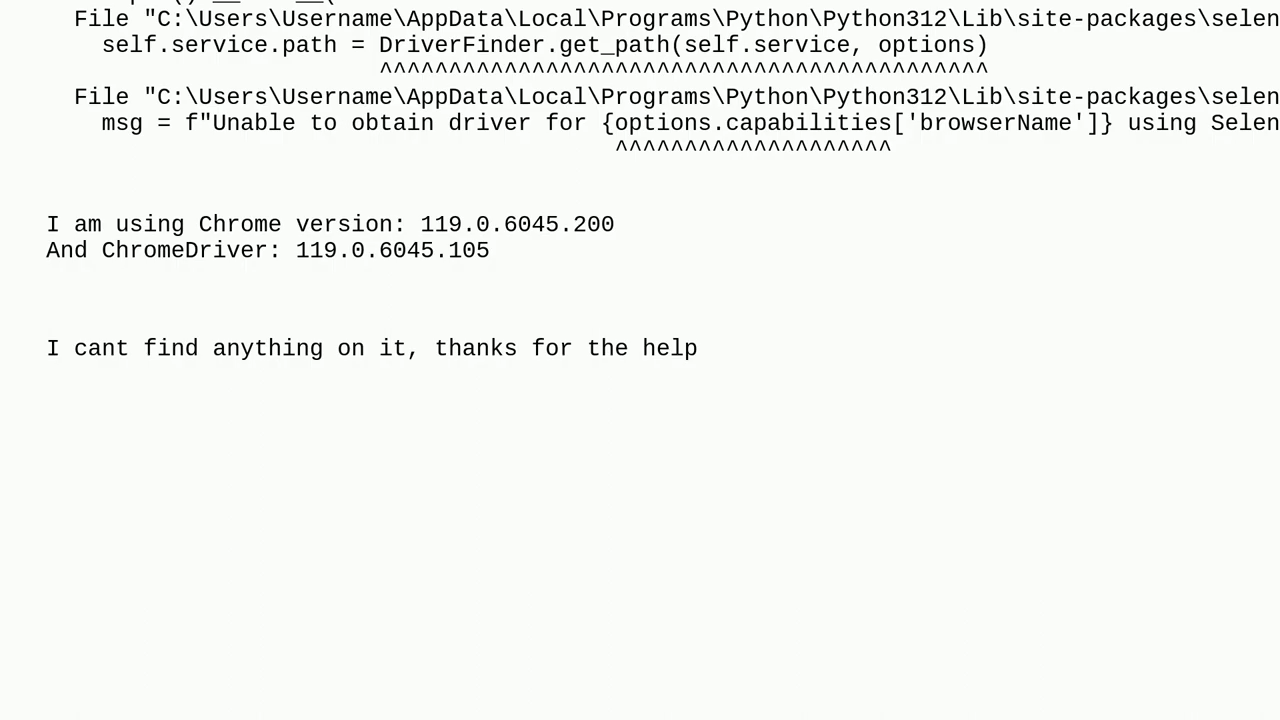 File "C:\Users\Username\AppData\Local\Programs\Python\Python312\Lib\site-packages\selen
self.service.path = DriverFinder.get_path(self.service, options)
^^^^^^^^^^^^^^^^^^^^^^^^^^^^^^^^^^^^^^^^^^^^
File "C:\Users\Username\AppData\Local\Programs\Python\Python312\Lib\site-packages\selen
msg = f"Unable to obtain driver for {options.capabilities['browserName']} using Selen
^^^^^^^^^^^^^^^^^^^^
I am using Chrome version: 119.0.6045.200
And ChromeDriver: 119.0.6045.105
I cant find anything on it, thanks for the help